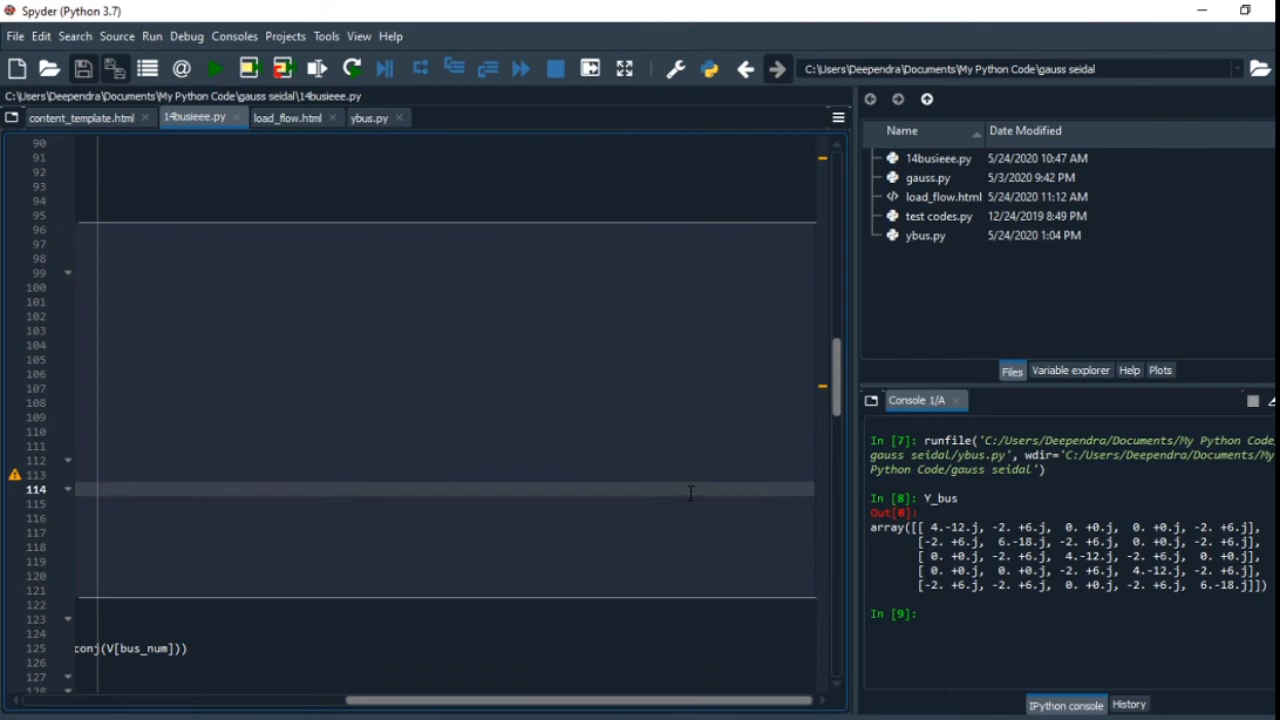 Spyder (Python 3.7)
File Edit Search Source Run Debug Consoles Projects Tools View Help
C:\Users\Deependra\Documents\My Python Code\gauss seidal
C:\Users\Deependra\Documents\My Python Code\gauss seidal\14busieee.py
content_template.html 14busieee.py load_flow.html ybus.py
90
91
92
93
94
95
96
97
98
99
100
101
102
103
104
105
106
107
108
109
110
111
112
113
114
115
116
117
118
119
120
121
122
123
124
125 conj(V[bus_num]))
126
127
128
Name Date Modified
14busieee.py 5/24/2020 10:47 AM
gauss.py 5/3/2020 9:42 PM
load_flow.html 5/24/2020 11:12 AM
test codes.py 12/24/2019 8:49 PM
ybus.py 5/24/2020 1:04 PM
Files Variable explorer Help Plots
Console 1/A
In [7]: runfile('C:/Users/Deependra/Documents/My Python Code
gauss seidal/ybus.py', wdir='C:/Users/Deependra/Documents/My
Python Code/gauss seidal')
In [8]: Y_bus
Out[8]:
array([[ 4.-12.j, -2. +6.j, 0. +0.j, 0. +0.j, -2. +6.j],
[-2. +6.j, 6.-18.j, -2. +6.j, 0. +0.j, -2. +6.j],
[ 0. +0.j, -2. +6.j, 4.-12.j, -2. +6.j, 0. +0.j],
[ 0. +0.j, 0. +0.j, -2. +6.j, 4.-12.j, -2. +6.j],
[-2. +6.j, -2. +6.j, 0. +0.j, -2. +6.j, 6.-18.j]])
In [9]:
IPython console History